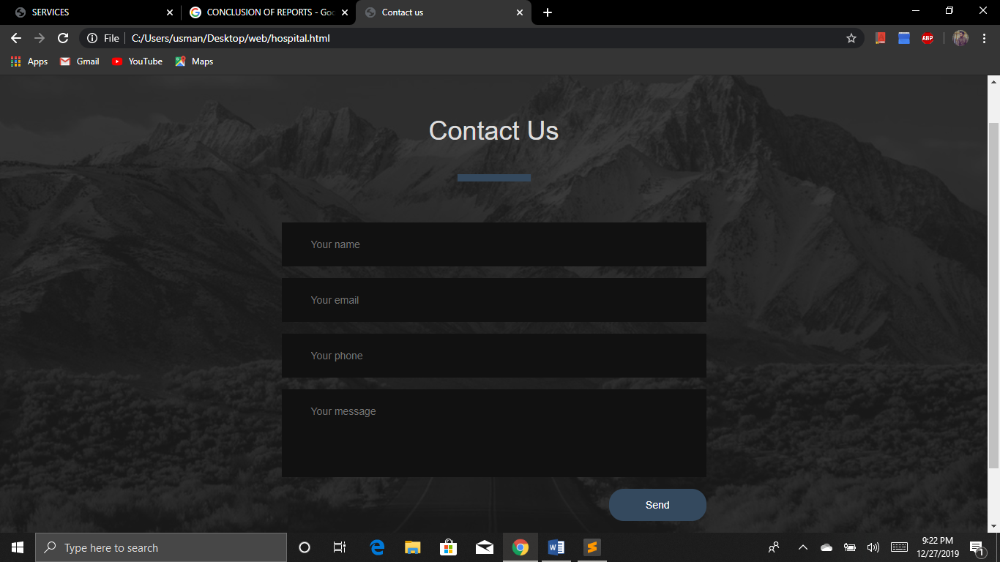 SERVICES
CONCLUSION OF REPORTS - Goo
Contact us
File
C:/Users/usman/Desktop/web/hospital.html
ABP
Apps
Gmail
YouTube
Maps
Contact Us
Your name
Your email
Your phone
Your message
Send
Type here to search
9:22 PM
12/27/2019
1